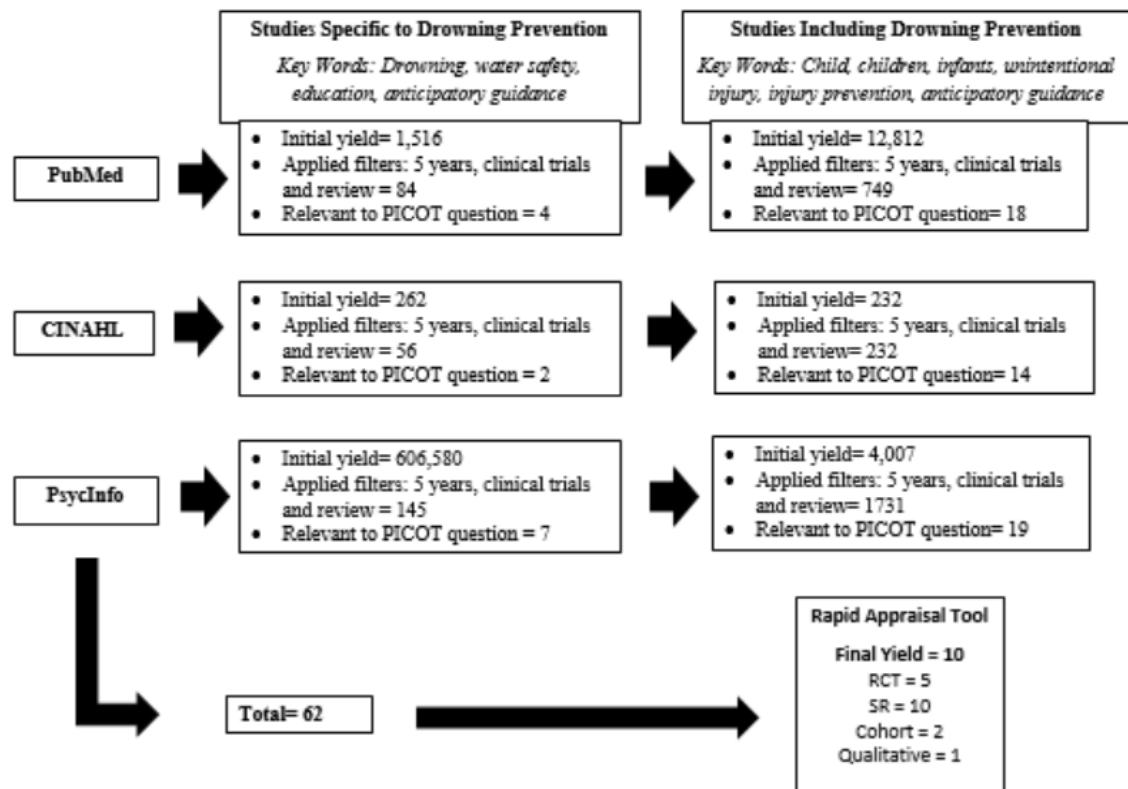 Studies Specific to Drowning Prevention
Key Words: Drowning, water safety,
education, anticipatory guidance
Studies Including Drowning Prevention
Key Words: Child, children, infants, unintentional
injury, injury prevention, anticipatory guidance
PubMed
• Initial yield= 1,516
• Applied filters: 5 years, clinical trials
and review = 84
• Relevant to PICOT question = 4
• Initial yield= 12,812
• Applied filters: 5 years, clinical trials
and review= 749
• Relevant to PICOT question= 18
CINAHL
• Initial yield= 262
• Applied filters: 5 years, clinical trials
and review = 56
• Relevant to PICOT question = 2
• Initial yield= 232
• Applied filters: 5 years, clinical trials
and review= 232
• Relevant to PICOT question= 14
PsycInfo
• Initial yield= 606,580
• Applied filters: 5 years, clinical trials
and review = 145
• Relevant to PICOT question = 7
• Initial yield= 4,007
• Applied filters: 5 years, clinical trials
and review= 1731
• Relevant to PICOT question= 19
Total= 62
Rapid Appraisal Tool
Final Yield = 10
RCT = 5
SR = 10
Cohort = 2
Qualitative = 1